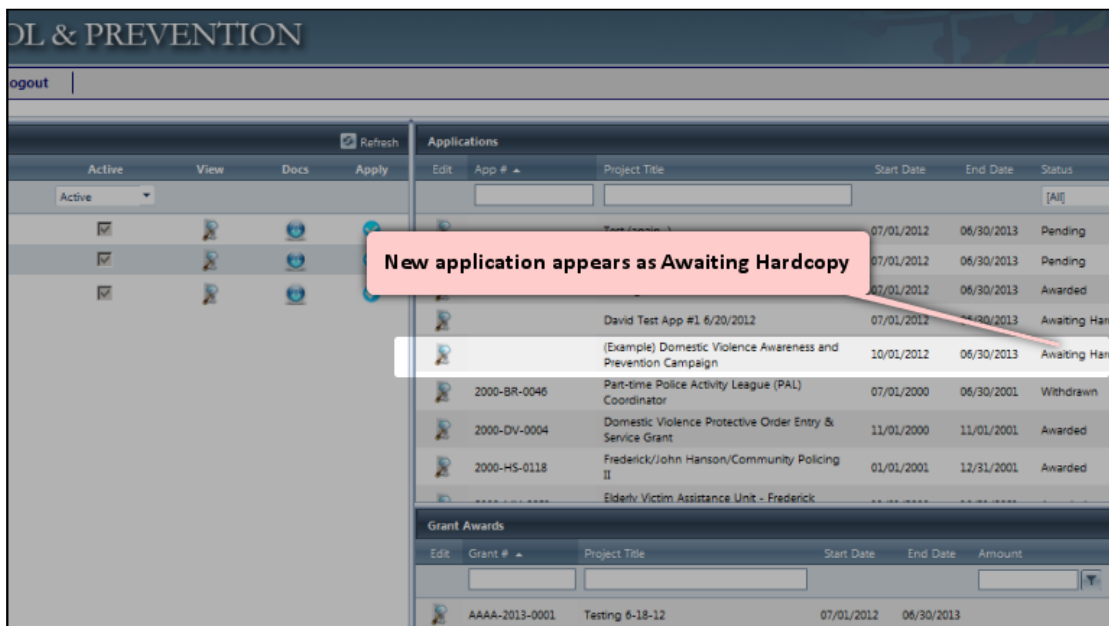 OL & PREVENTION
ogout
Refresh
Active View Docs Apply
Active
Applications
Edit App # Project Title Start Date End Date Status
[All]
07/01/2012 06/30/2013 Pending
07/01/2012 06/30/2013 Pending
07/01/2012 06/30/2013 Awarded
New application appears as Awaiting Hardcopy
David Test App #1 6/20/2012 07/01/2012 06/30/2013 Awaiting Har
(Example) Domestic Violence Awareness and 10/01/2012 06/30/2013 Awaiting Har
Prevention Campaign
2000-BR-0046 Part-time Police Activity League (PAL) 07/01/2000 06/30/2001 Withdrawn
Coordinator
2000-DV-0004 Domestic Violence Protective Order Entry & 11/01/2000 11/01/2001 Awarded
Service Grant
2000-HS-0118 Frederick/John Hanson/Community Policing 01/01/2001 12/31/2001 Awarded
II
Elderly Victim Assistance Unit - Frederick
Grant Awards
Edit Grant # Project Title Start Date End Date Amount
AAAA-2013-0001 Testing 6-18-12 07/01/2012 06/30/2013